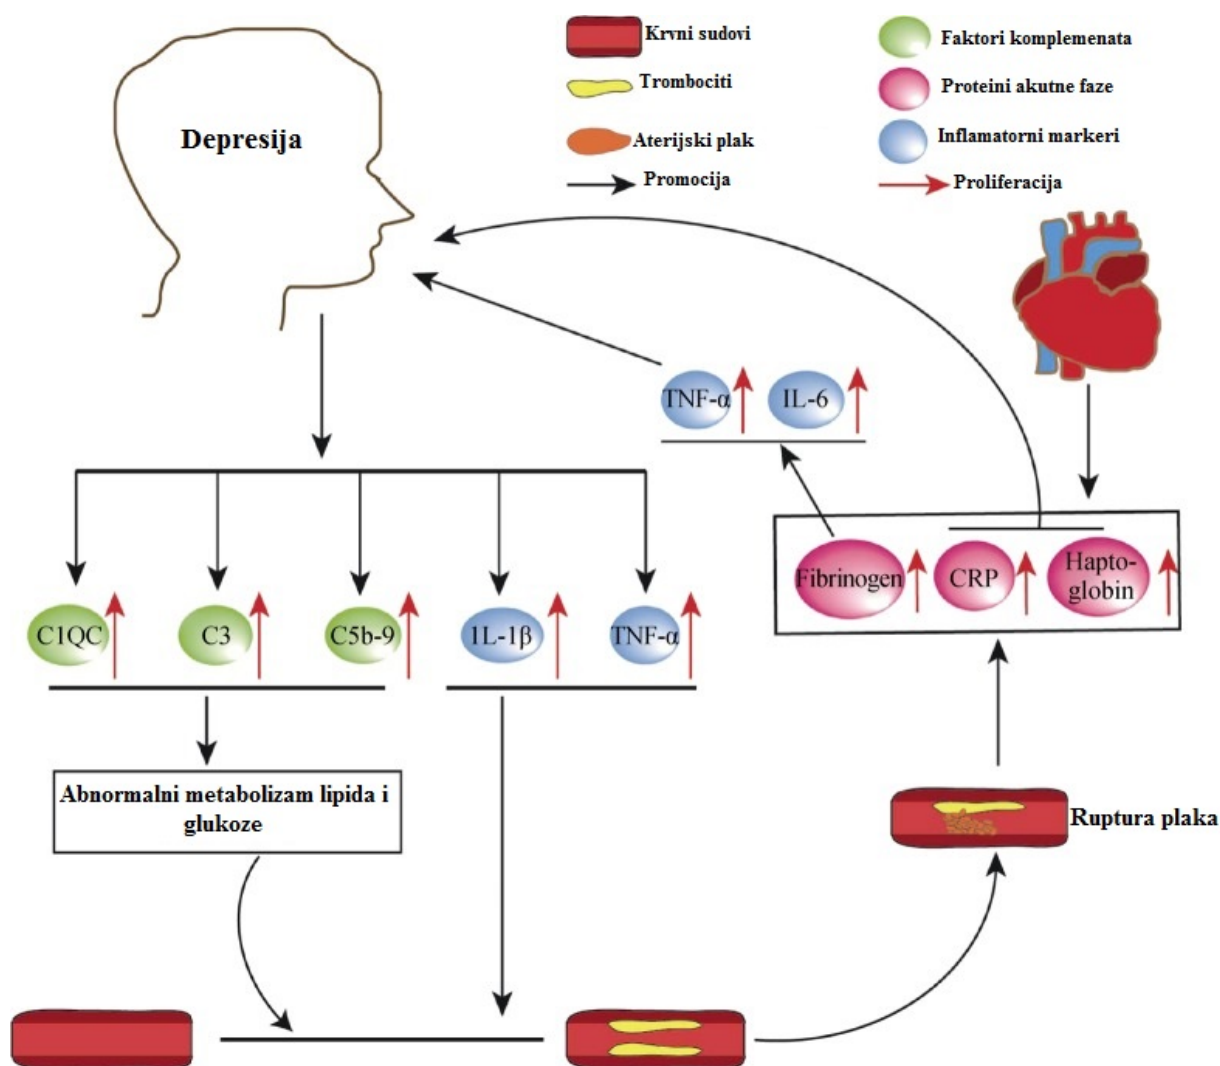 Krvni sudovi
Trombociti
Aterijski plak
Promocija
Faktori komplemenata
Proteini akutne faze
Inflamatorni markeri
Proliferacija
Depresija
TNF-α
IL-6
Fibrinogen
CRP
Hapto-
globin
C1QC
C3
C5b-9
1L-1β
TNF-α
Abnormalni metabolizam lipida i
glukoze
Ruptura plaka